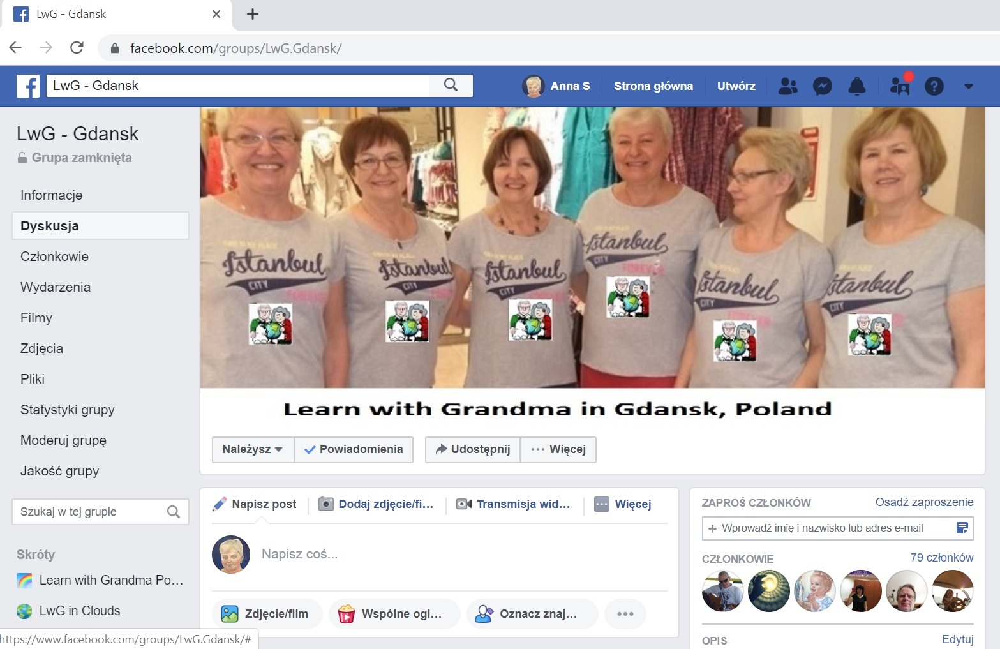 LwG - Gdansk
facebook.com/groups/LwG.Gdansk/
LwG - Gdansk
Anna S
Strona główna
Utwórz
LwG - Gdansk
Grupa zamknięta
Informacje
Dyskusja
Członkowie
Wydarzenia
Filmy
Zdjęcia
Pliki
Statystyki grupy
Moderuj grupę
Jakość grupy
Szukaj w tej grupie
Skróty
Learn with Grandma Po...
LwG in Clouds
https://www.facebook.com/groups/LwG.Gdansk/#
Istanbul
CITY
FOREVER
Istanbul
CITY
Istanbul
CITY
Istanbul
CITY
FOREVER
Istanbul
CITY
Istanbul
CITY
Learn with Grandma in Gdansk, Poland
Należysz
Powiadomienia
Udostępnij
Więcej
Napisz post
Dodaj zdjęcie/fi...
Transmisja wid...
Więcej
Napisz coś...
Zdjęcie/film
Wspólne ogl...
Oznacz znaj...
ZAPROŚ CZŁONKÓW
Osadź zaproszenie
Wprowadź imię i nazwisko lub adres e-mail
CZŁONKOWIE
79 członków
OPIS
Edytuj